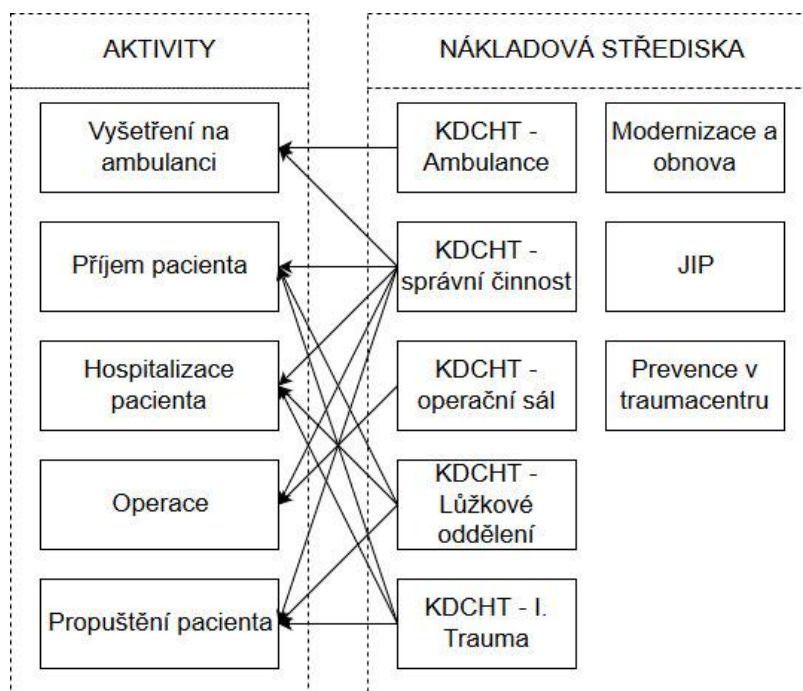 AKTIVITY
NÁKLADOVÁ STŘEDISKA
Vyšetření na
ambulanci
KDCHT -
Ambulance
Modernizace a
obnova
Příjem pacienta
KDCHT -
správní činnost
JIP
Hospitalizace
pacienta
KDCHT -
operační sál
Prevence v
traumacentru
Operace
KDCHT -
Lůžkové
oddělení
Propuštění pacienta
KDCHT - I.
Trauma